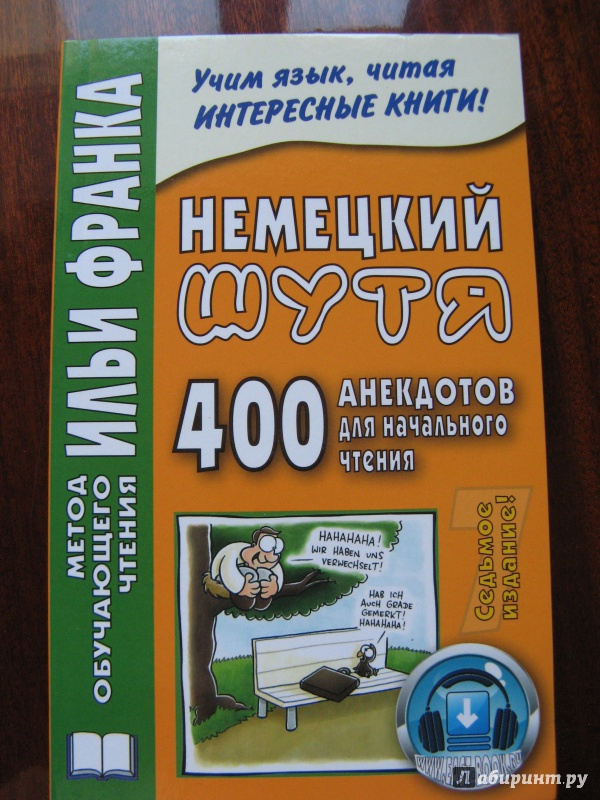 Учим язык, читая
ИНТЕРЕСНЫЕ КНИГИ!
МЕТОД
ОБУЧАЮЩЕГО
ЧТЕНИЯ
ИЛЬИ ФРАНКА
НЕМЕЦКИЙ
ШУТЯ
400
АНЕКДОТОВ
для начального
чтения
7
Седьмое
издание!
HAHAHAHA!
WIR HABEN UNS
VERWECHSELT!
HAB ICH
AUCH GRADE
GEMERKT!
HAHAHAHA!
Лабиринт.ру